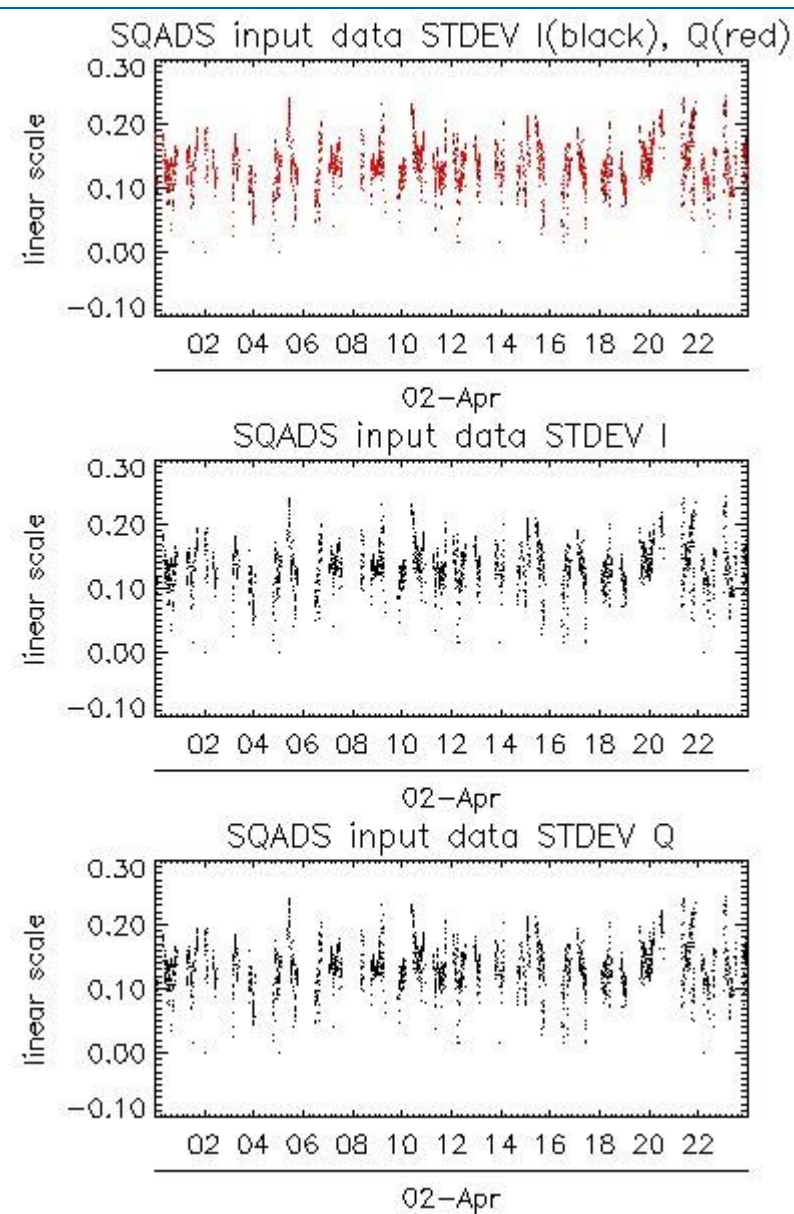 SQADS input data STDEV I(black), Q(red)
0.30
0.20
0.10
0.00
-0.10
linear scale
02 04 06 08 10 12 14 16 18 20 22
02-Apr
SQADS input data STDEV I
0.30
0.20
0.10
0.00
-0.10
linear scale
02 04 06 08 10 12 14 16 18 20 22
02-Apr
SQADS input data STDEV Q
0.30
0.20
0.10
0.00
-0.10
linear scale
02 04 06 08 10 12 14 16 18 20 22
02-Apr